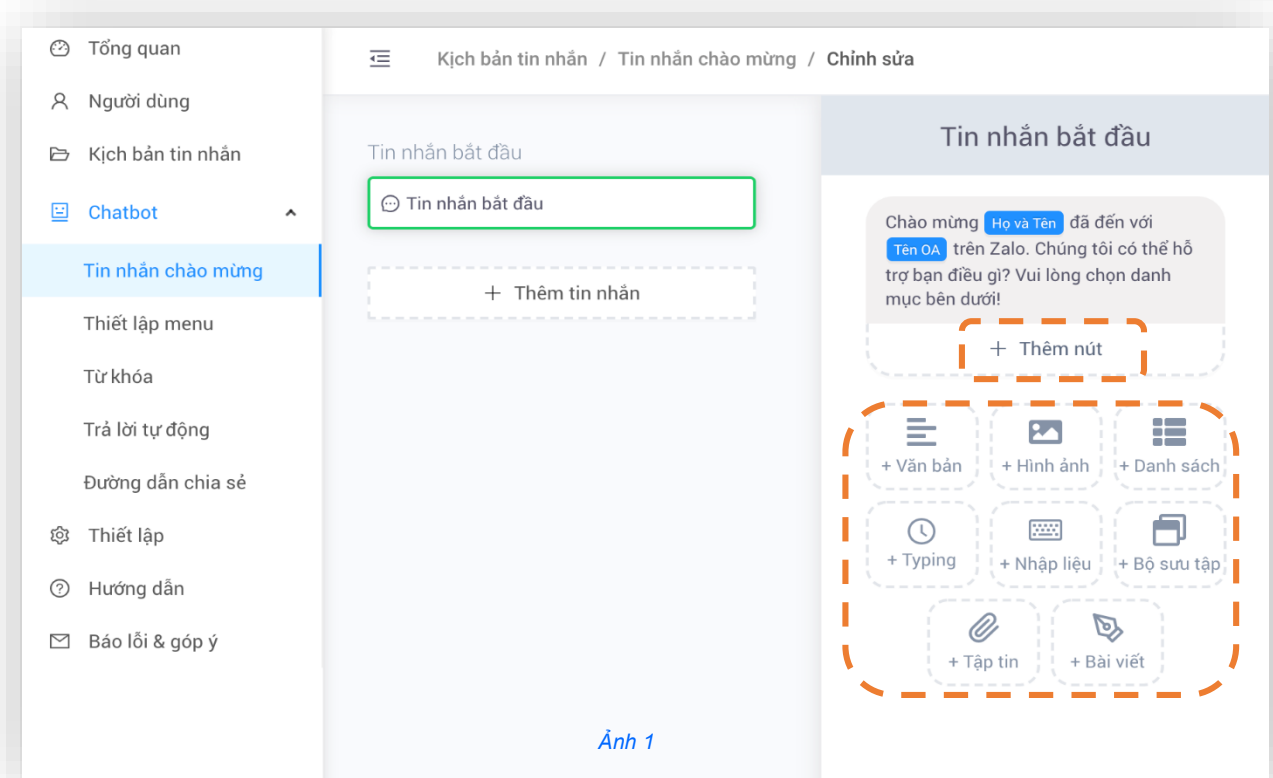 Tổng quan
Người dùng
Kịch bản tin nhắn
Chatbot
Tin nhắn chào mừng
Thiết lập menu
Từ khóa
Trả lời tự động
Đường dẫn chia sẻ
Thiết lập
Hướng dẫn
Báo lỗi & góp ý
Kịch bản tin nhắn / Tin nhắn chào mừng / Chỉnh sửa
Tin nhắn bắt đầu
Tin nhắn bắt đầu
+ Thêm tin nhắn
Tin nhắn bắt đầu
Chào mừng Họ và Tên đã đến với
Tên OA trên Zalo. Chúng tôi có thể hỗ
trợ bạn điều gì? Vui lòng chọn danh
mục bên dưới!
+ Thêm nút
+ Văn bản + Hình ảnh + Danh sách
+ Typing + Nhập liệu + Bộ sưu tập
+ Tập tin + Bài viết
Ảnh 1